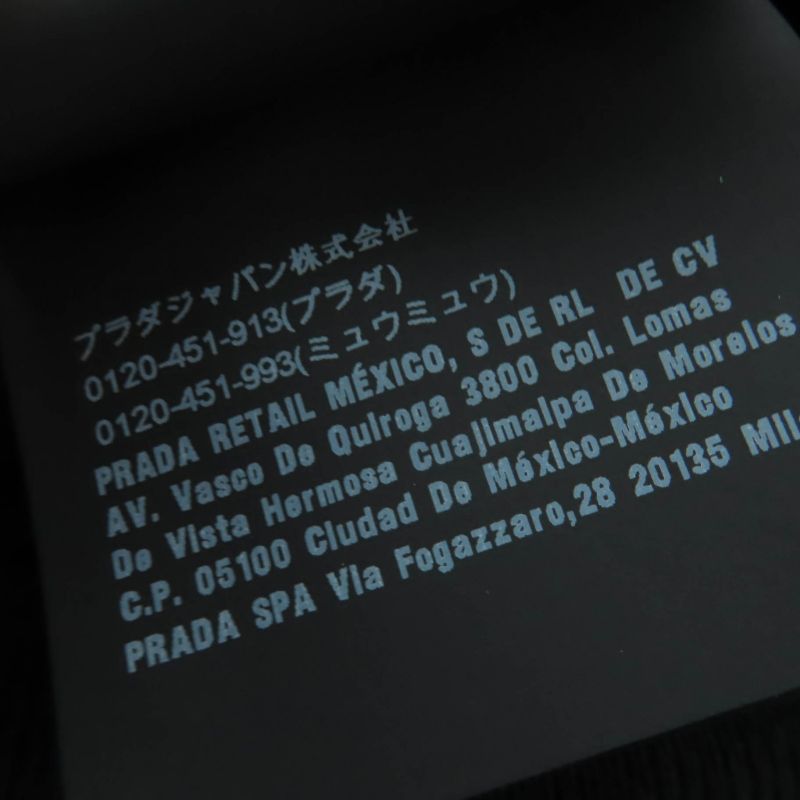 プラダジャパン株式会社
0120-451-913(プラダ)
0120-451-993(ミュウミュウ)
PRADA RETAIL MÉXICO, S DE RL DE CV
AV. Vasco De Quiroga 3800 Col. Lomas
De Vista Hermosa Cuajimalpa De Morelos,
C.P. 05100 Ciudad De México-México
PRADA SPA Via Fogazzaro,28 20135